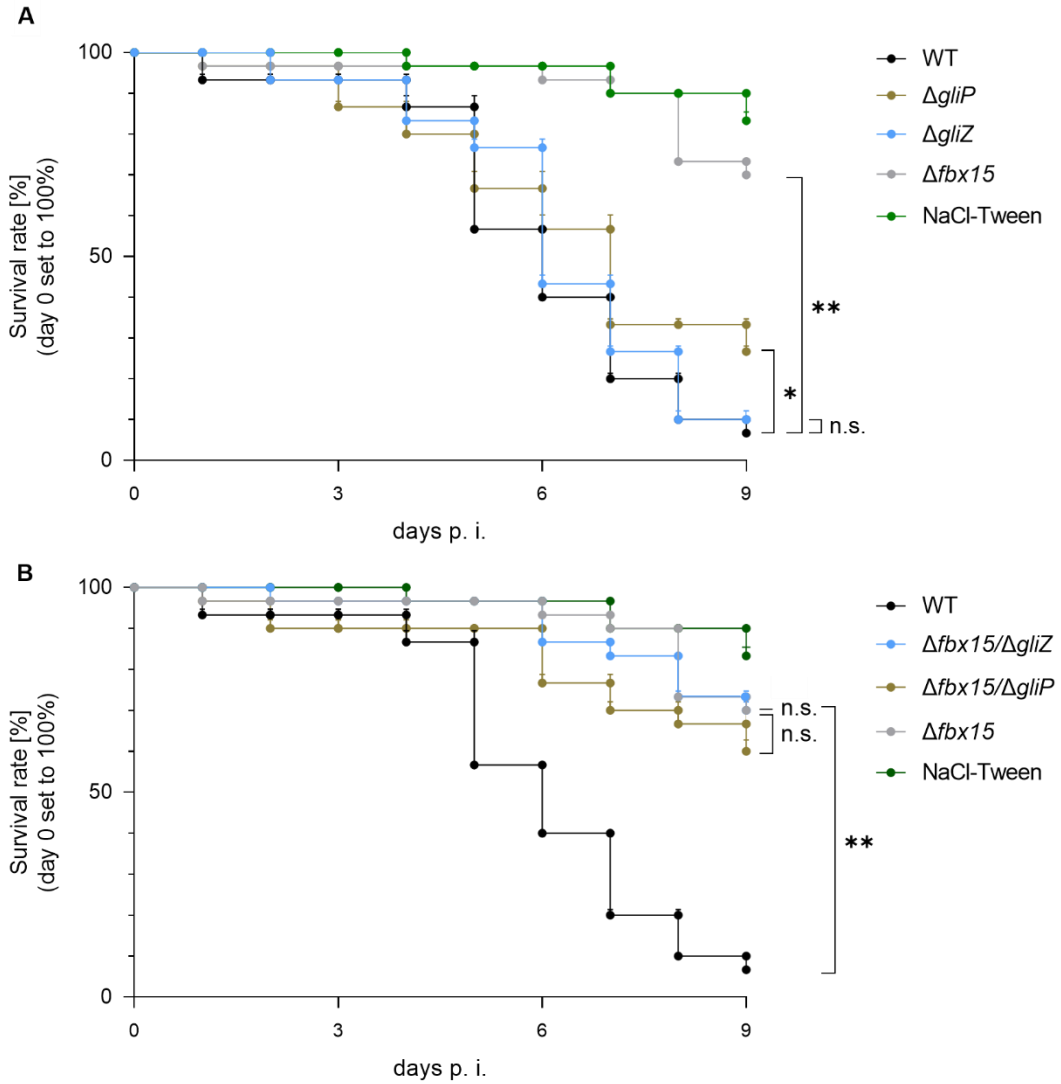 A
Survival rate [%]
(day 0 set to 100%)
100
50
0
0
3
6
9
days p. i.
WT
ΔgliP
ΔgliZ
Δfbx15
NaCl-Tween
**
*
n.s.
B
Survival rate [%]
(day 0 set to 100%)
100
50
0
0
3
6
9
days p. i.
WT
Δfbx15/ΔgliZ
Δfbx15/ΔgliP
Δfbx15
NaCl-Tween
n.s.
n.s.
**